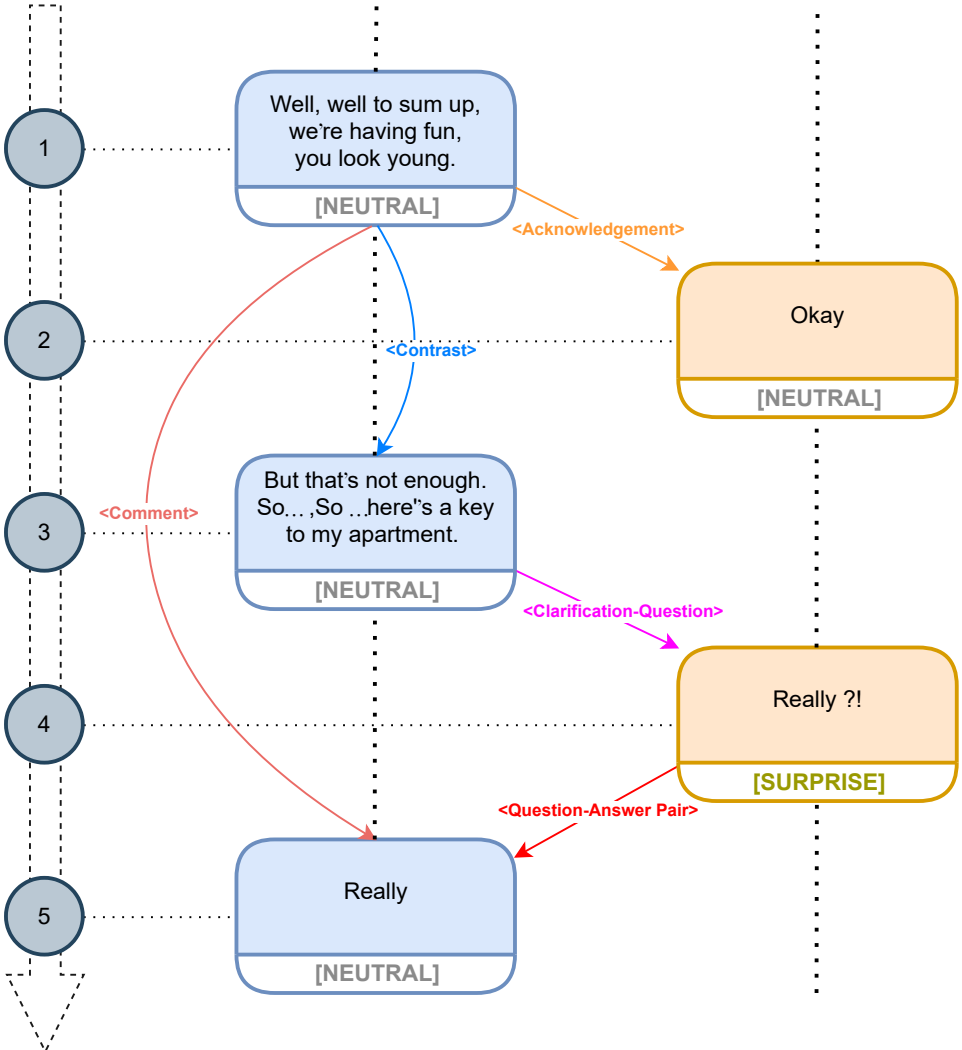 1
Well, well to sum up,
we're having fun,
you look young.
[NEUTRAL]
<Acknowledgement>
2
Okay
[NEUTRAL]
<Contrast>
3
But that's not enough.
So... ,So ...here"s a key
to my apartment.
[NEUTRAL]
<Comment>
<Clarification-Question>
4
Really ?!
[SURPRISE]
<Question-Answer Pair>
5
Really
[NEUTRAL]